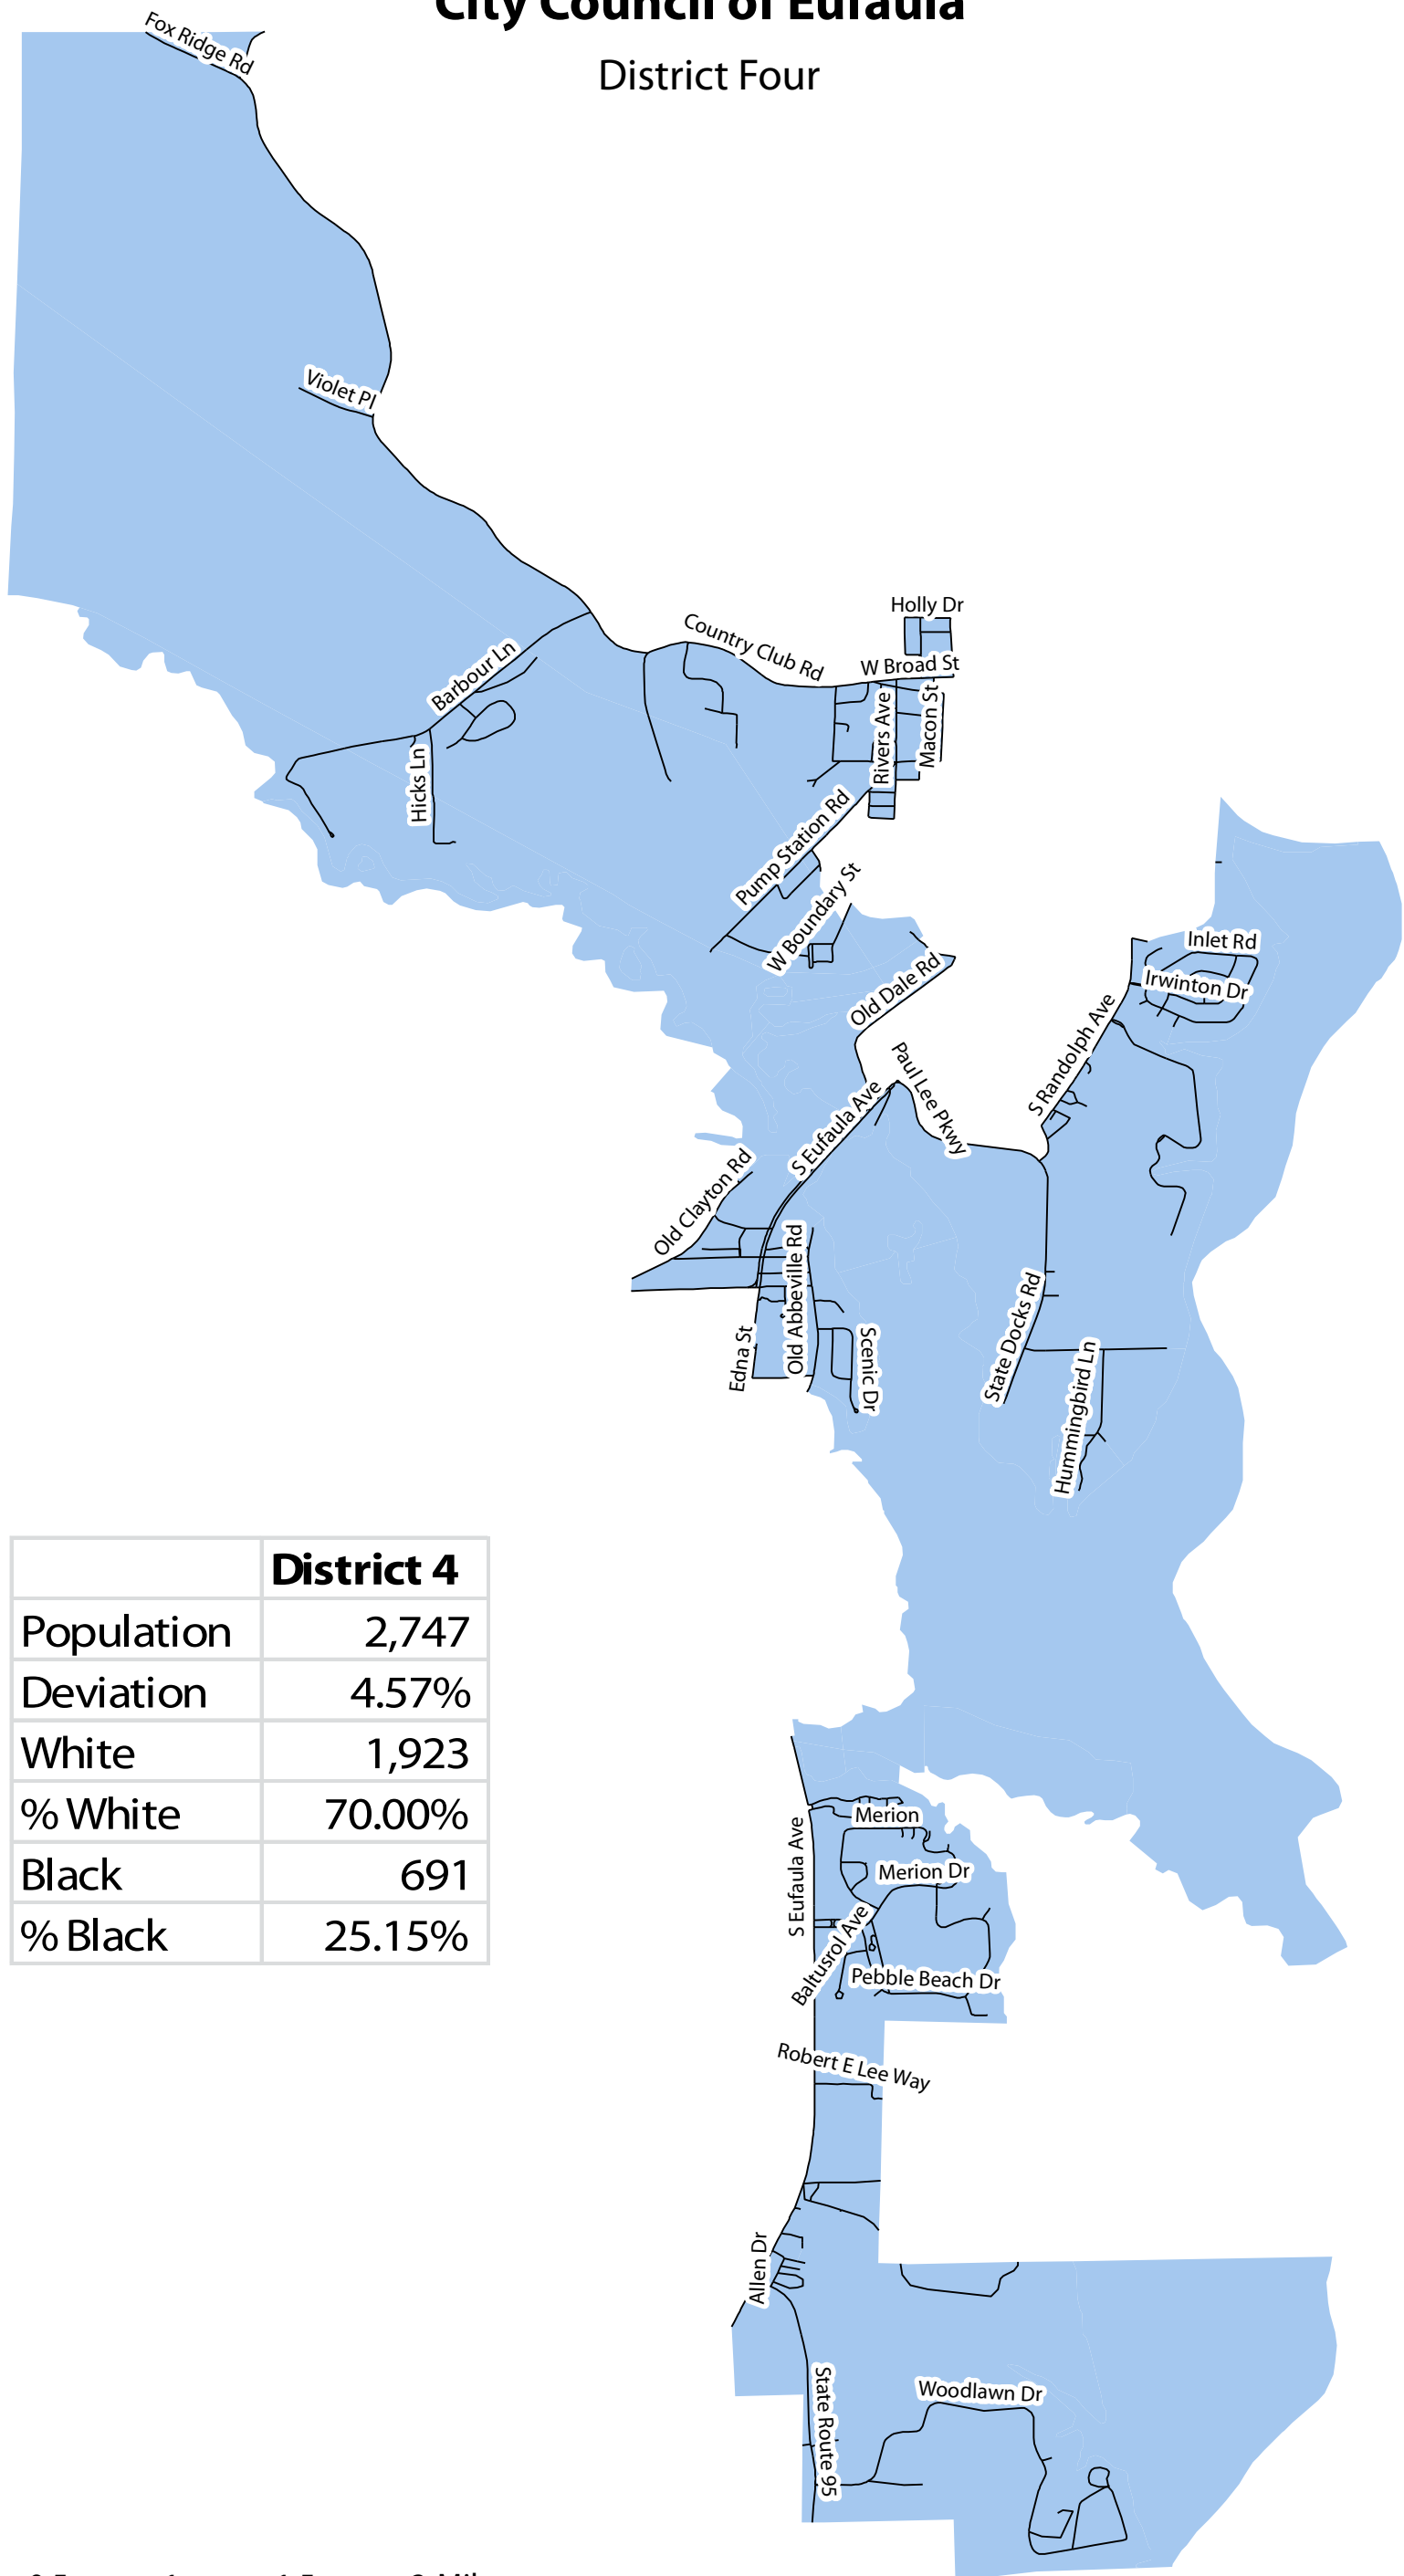 City Council of Eufaula
District Four
Fox Ridge Rd
Violet Pl
Holly Dr
Country Club Rd
W Broad St
Barbour Ln
Rivers Ave
Macon St
Hicks Ln
Pump Station Rd
W Boundary St
Inlet Rd
Irwinton Dr
Old Dale Rd
S Randolph Ave
Paul Lee Pkwy
S Eufaula Ave
Old Clayton Rd
Old Abbeville Rd
State Docks Rd
Edna St
Scenic Dr
Hummingbird Ln
District 4
Population 2,747
Deviation 4.57%
White 1,923
% White 70.00%
Black 691
% Black 25.15%
Merion
S Eufaula Ave
Merion Dr
Baltusrol Ave
Pebble Beach Dr
Robert E Lee Way
Allen Dr
State Route 95
Woodlawn Dr